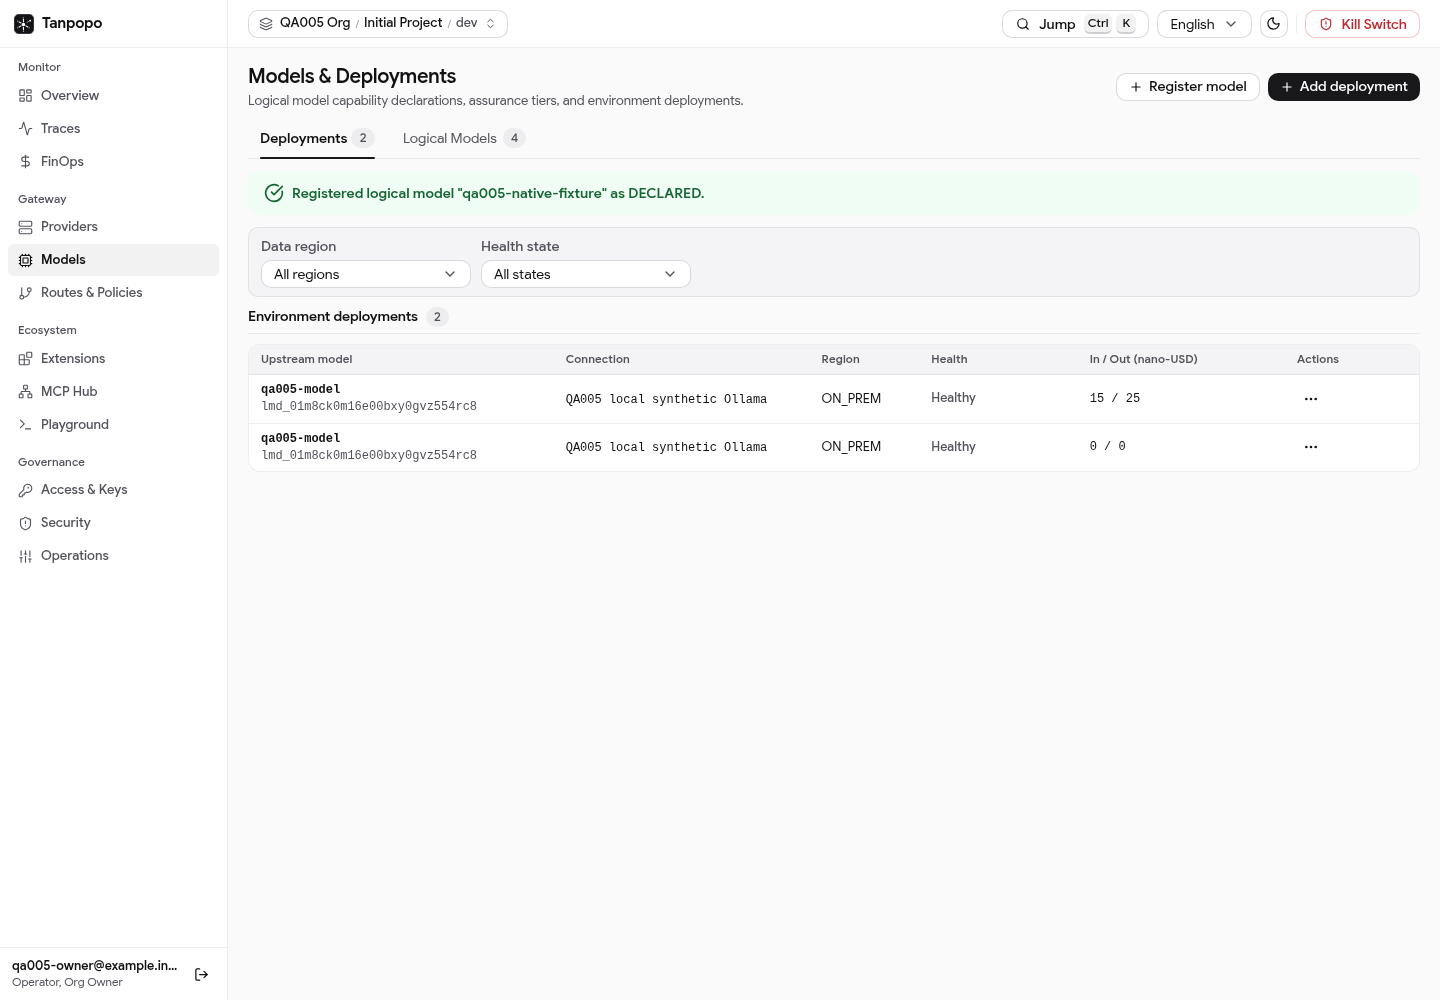 Tanpopo
QA005 Org / Initial Project / dev
Jump Ctrl K
English
Kill Switch
Monitor
Overview
Traces
FinOps
Gateway
Providers
Models
Routes & Policies
Ecosystem
Extensions
MCP Hub
Playground
Governance
Access & Keys
Security
Operations
qa005-owner@example.in...
Operator, Org Owner
Models & Deployments
Logical model capability declarations, assurance tiers, and environment deployments.
+ Register model
+ Add deployment
Deployments 2
Logical Models 4
Registered logical model "qa005-native-fixture" as DECLARED.
Data region
Health state
All regions
All states
Environment deployments 2
Upstream model Connection Region Health In / Out (nano-USD) Actions
qa005-model
lmd_01m8ck0m16e00bxy0gvz554rc8
QA005 local synthetic Ollama ON_PREM Healthy 15 / 25 ...
qa005-model
lmd_01m8ck0m16e00bxy0gvz554rc8
QA005 local synthetic Ollama ON_PREM Healthy 0 / 0 ...